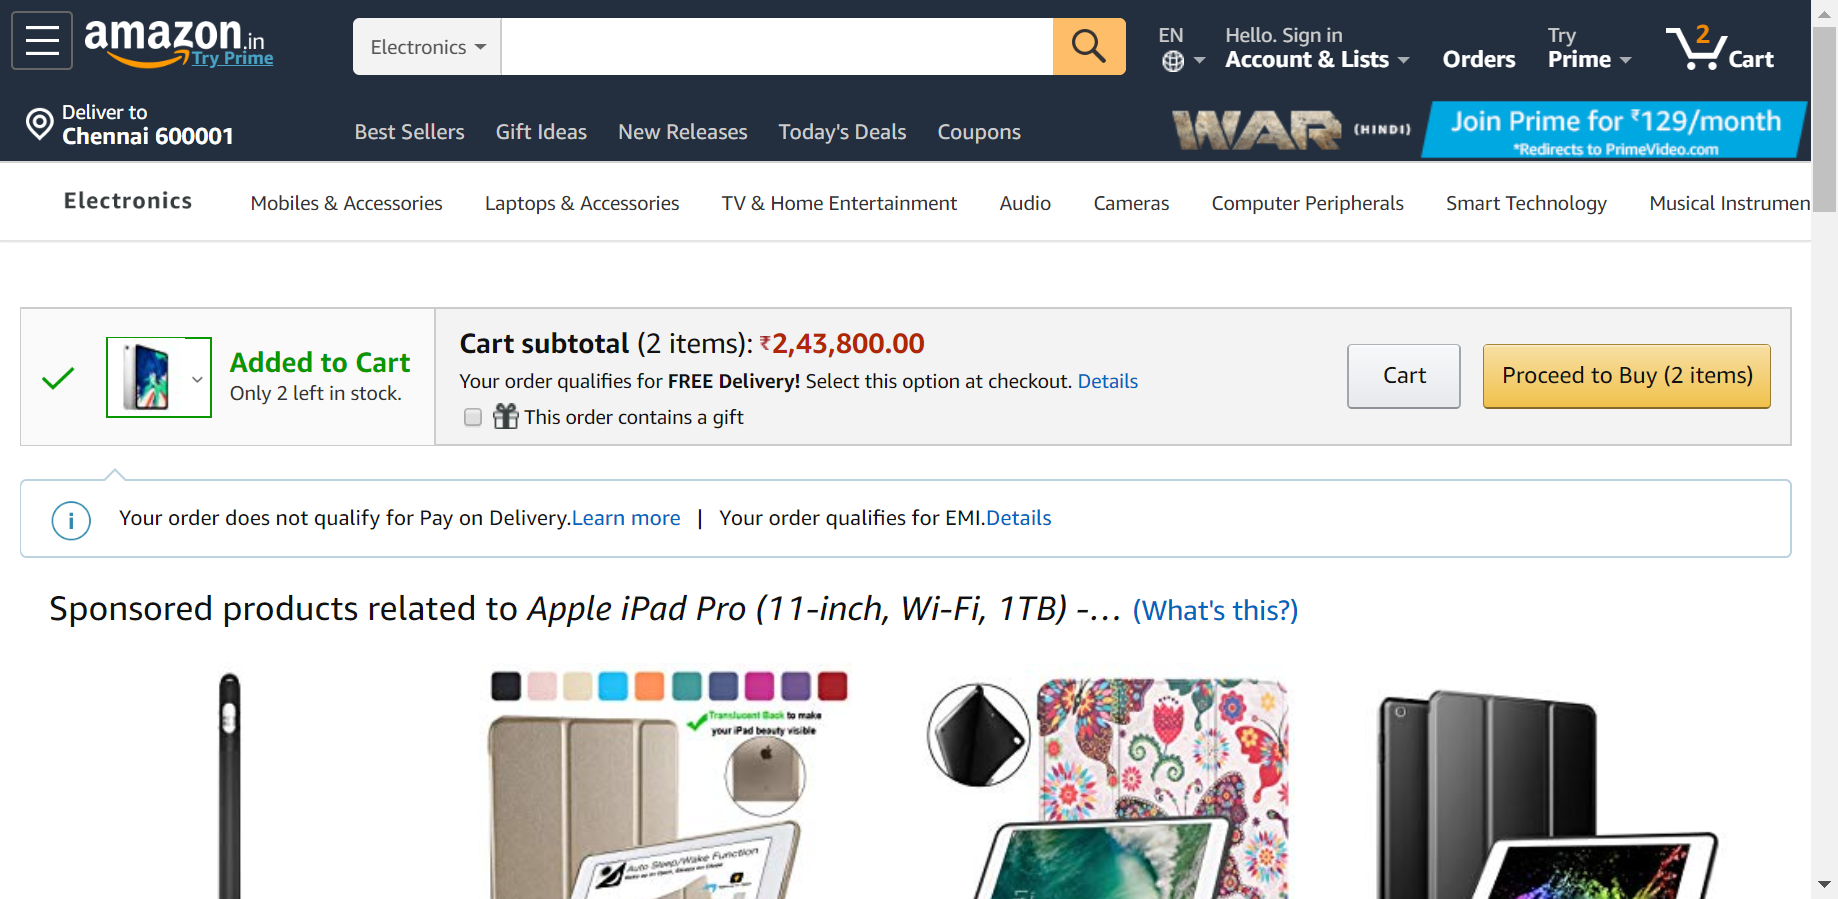 amazon.in
Try Prime
Electronics
EN
Hello. Sign in
Account & Lists
Orders
Try
Prime
2
Cart
Deliver to
Chennai 600001
Best Sellers
Gift Ideas
New Releases
Today's Deals
Coupons
WAR (HINDI)
Join Prime for ₹129/month
*Redirects to PrimeVideo.com
Electronics
Mobiles & Accessories
Laptops & Accessories
TV & Home Entertainment
Audio
Cameras
Computer Peripherals
Smart Technology
Musical Instrumen
Added to Cart
Only 2 left in stock.
Cart subtotal (2 items): ₹2,43,800.00
Your order qualifies for FREE Delivery! Select this option at checkout. Details
This order contains a gift
Cart
Proceed to Buy (2 items)
i
Your order does not qualify for Pay on Delivery.Learn more | Your order qualifies for EMI.Details
Sponsored products related to Apple iPad Pro (11-inch, Wi-Fi, 1TB) -… (What's this?)
Translucent Back to make
your iPad beauty visible
Auto Sleep/Wake Function